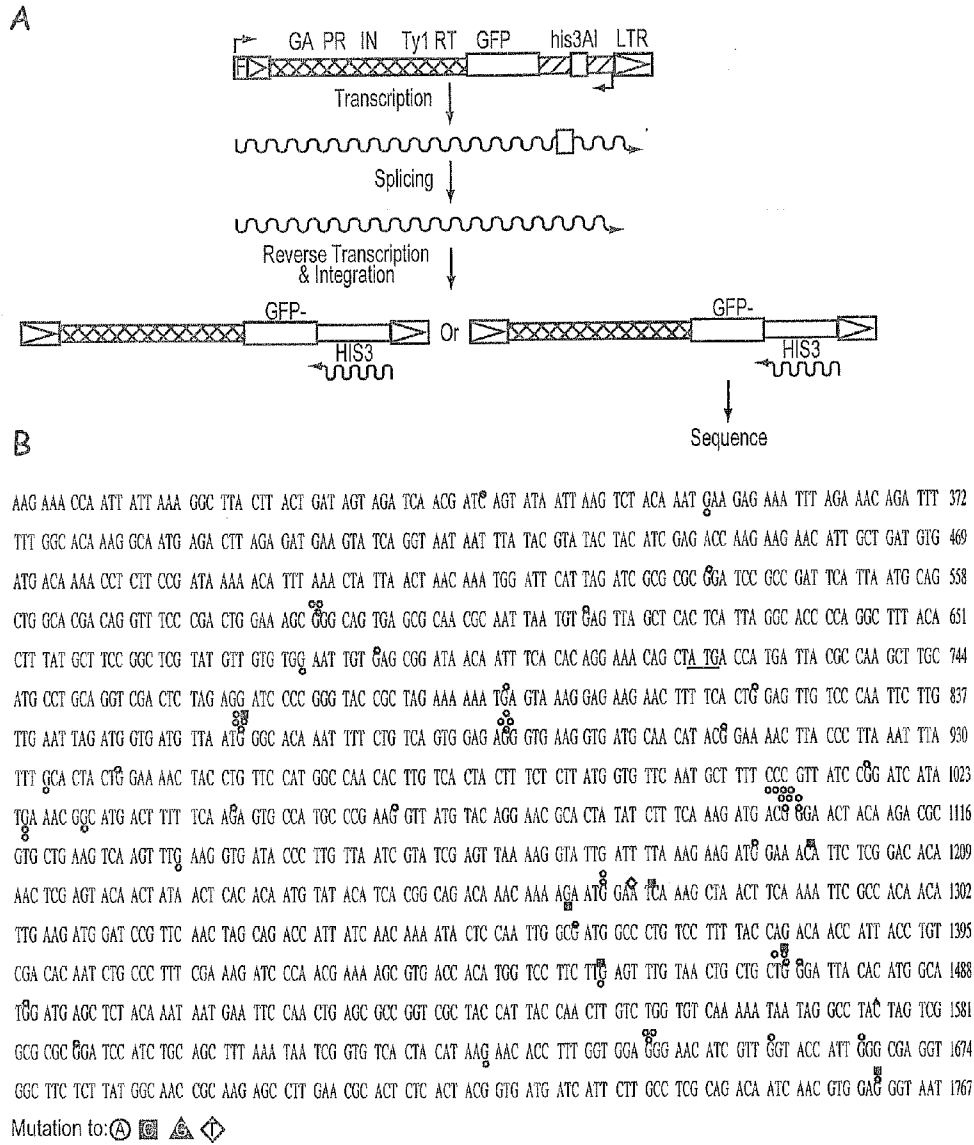 A
GA PR IN Ty1 RT GFP his3AI LTR
Transcription
Splicing
Reverse Transcription
& Integration
GFP-
Or
GFP-
HIS3
HIS3
Sequence
B
AAG AAA CCA ATT ATT AAA GGC TTA CTT ACT GAT AGT AGA TCA ACG ATC AGT ATA ATT AAG TCT ACA AAT GAA GAG AAA TTT AGA AAC AGA TTT 372
TTT GGC ACA AAG GCA ATG AGA CTT AGA GAT GAA GTA TCA GGT AAT AAT TTA TAC GTA TAC TAC ATC GAG ACC AAG AAG AAC ATT GCT GAT GTG 469
ATG ACA AAA CCT CTT CCG ATA AAA ACA TTT AAA CTA TTA ACT AAC AAA TGG ATT CAT TAG ATC GCG CGC GGA TCC GCC GAT TCA TTA ATG CAG 558
CTG GCA CGA CAG GTT TCC CGA CTG GAA AGC GGG CAG TGA GCG CAA CGC AAT TAA TGT GAG TTA GCT CAC TCA TTA GGC ACC CCA GGC TTT ACA 651
CTT TAT GCT TCC GGC TCG TAT GTT GTG TGG AAT TGT GAG CGG ATA ACA ATT TCA CAC AGG AAA CAG CTA TGA CCA TGA TTA CGC CAA GCT TGC 744
ATG CCT GCA GGT CGA CTC TAG AGG ATC CCC GGG TAC CGC TAG AAA AAA TGA GTA AGG AGA AGA ACT TTT CAC TGG AGT TGT CCC AAT TCT TG 837
TTG AAT TAG ATG GTG ATG TTA ATG GGC ACA AAT TTT CTG TCA GTG GAG AGG GTG AAG GTG ATG CAA CAT ACG GAA AAC TTA CCC TTA AAT TTA 930
TTT GCA CTA CTG GAA AAC TAC CTG TTC CAT GGC CAA CAC TTG TCA CTA CTT TCT CTT ATG GTG TTC AAT GCT TTT CCC GTT ATC CGG ATC ATA 1023
TGA AAC GGC ATG ACT TTT TCA AGA GTG CCA TGC CCG AAG GTT ATG TAC AGG AAC GCA CTA TAT CTT TCA AAG ATG ACG GGA ACT ACA AGA CGC 1116
GTG CTG AAG TCA AGT TTG AAG GTG ATA CCC TTG TTA ATC GTA TCG AGT TAA AAG GTA TTG ATT TTA AAG AAG ATG GAA ACA TTC TCG GAC ACA 1209
AAC TCG AGT ACA ACT ATA ACT CAC ACA ATG TAT ACA TCA CGG CAG ACA AAC AAA AGA ATG GAA TCA AAG CTA ACT TCA AAA TTC GCC ACA ACA 1302
TTG AAG ATG GAT CCG TTC AAC TAG CAG ACC ATT ATC AAC AAA ATA CTC CAA TTG GCG ATG GCC CTG TCC TTT TAC CAG ACA ACC ATT ACC TGT 1395
CGA CAC AAT CTG CCC TTT CGA AAG ATC CCA ACG AAA AGC GTG ACC ACA TGG TCC TTC TTG AGT TTG TAA CTG CTG CTG GGA TTA CAC ATG GCA 1488
TGG ATG AGC TCT ACA AAT AAT GAA TTC CAA CTG AGC GCC GGT CGC TAC CAT TAC CAA CTT GTC TGG TGT CAA AAA TAA TAG GCC TAC TAG TCG 1581
GCG CGC GGA TCC ATC TGC AGC TTT AAA TAA TCG GTG TCA CTA CAT AAG AAC ACC TTT GGT GGA GGG AAC ATC GTT GGT ACC ATT GGG CGA GGT 1674
GGC TTC TCT TAT GGC AAC CGC AAG AGC CTT GAA CGC ACT CTC ACT ACG GTG ATG ATC ATT CTT GCC TCG CAG ACA ATC AAC GTG GAG GGT AAT 1767
Mutation to: A C G T